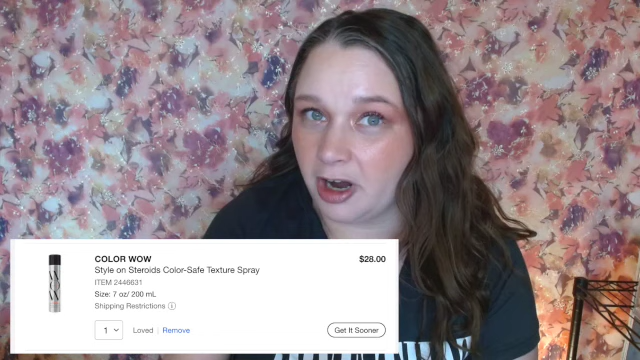 COLOR WOW
$28.00
Style on Steroids Color-Safe Texture Spray
ITEM 2446631
Size: 7 oz/ 200 mL
Shipping Restrictions
1
Loved | Remove
Get It Sooner